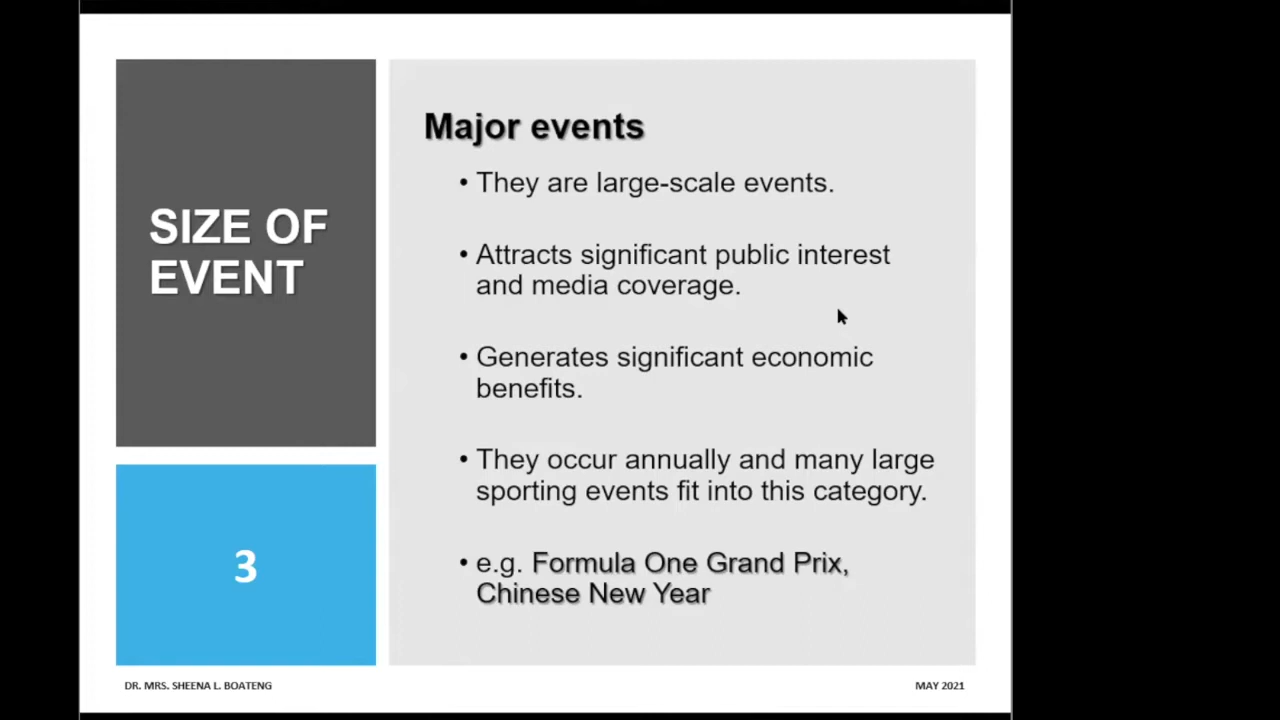 SIZE OF
EVENT
3
Major events
• They are large-scale events.
• Attracts significant public interest
and media coverage.
• Generates significant economic
benefits.
• They occur annually and many large
sporting events fit into this category.
• e.g. Formula One Grand Prix,
Chinese New Year
DR. MRS. SHEENA L. BOATENG
MAY 2021